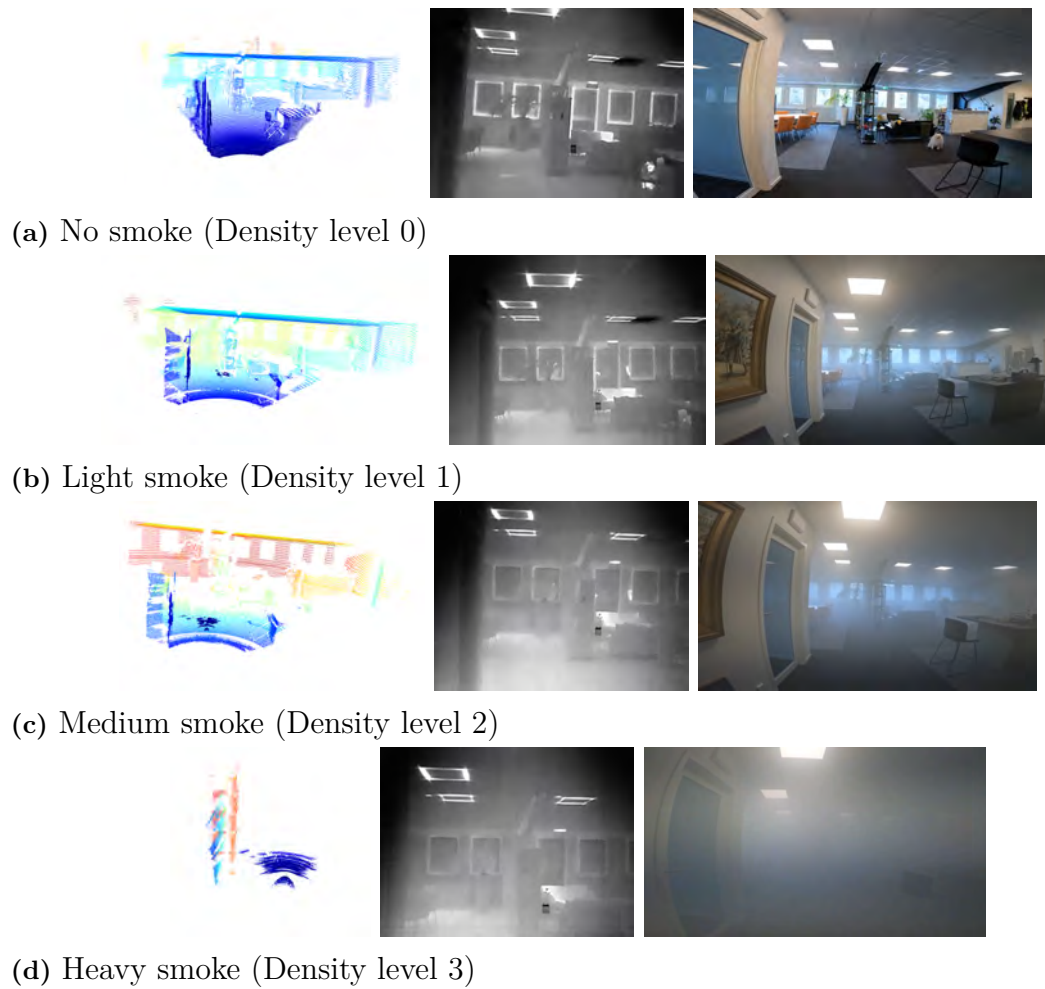 (a) No smoke (Density level 0)
(b) Light smoke (Density level 1)
(c) Medium smoke (Density level 2)
(d) Heavy smoke (Density level 3)